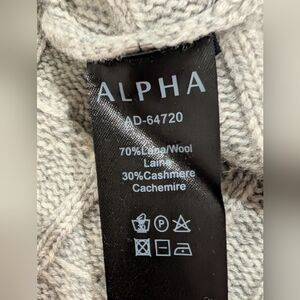 ALPHA
AD-64720
70%Lana/Wool
Laine
30%Cashmere
Cachemire